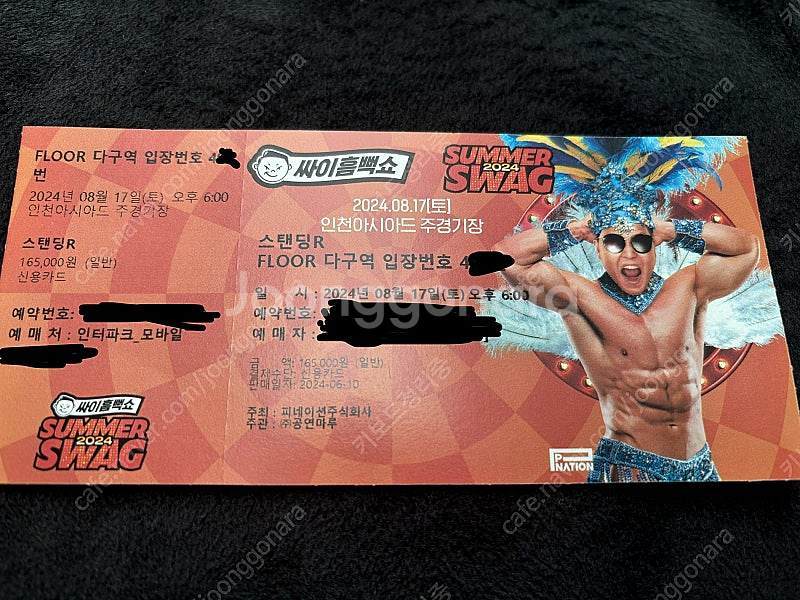 FLOOR 다구역 입장번호 4
번
2024년 08월 17일(토) 오후 6:00
인천아시아드 주경기장
스탠딩R
165,000원 (일반)
신용카드
예약번호:
예 매 처 : 인터파크_모바일
싸이흠뻑쇼
SUMMER
2024
SWAG
싸이흠뻑쇼
SUMMER
2024
SWAG
2024.08.17[토]
인천아시아드 주경기장
스탠딩R
FLOOR 다구역 입장번호 4
일 시 : 2024년 08월 17일(토) 오후 6:00
예약번호:
예 매 자 :
금 액: 165,000원 (일반)
결제수단: 신용카드
판매일자: 2024-06-10
주최 : 피네이션주식회사
주관 : ㈜공연마루
P
NATION
Joonggonara
cafe.naver.com/joonggonara